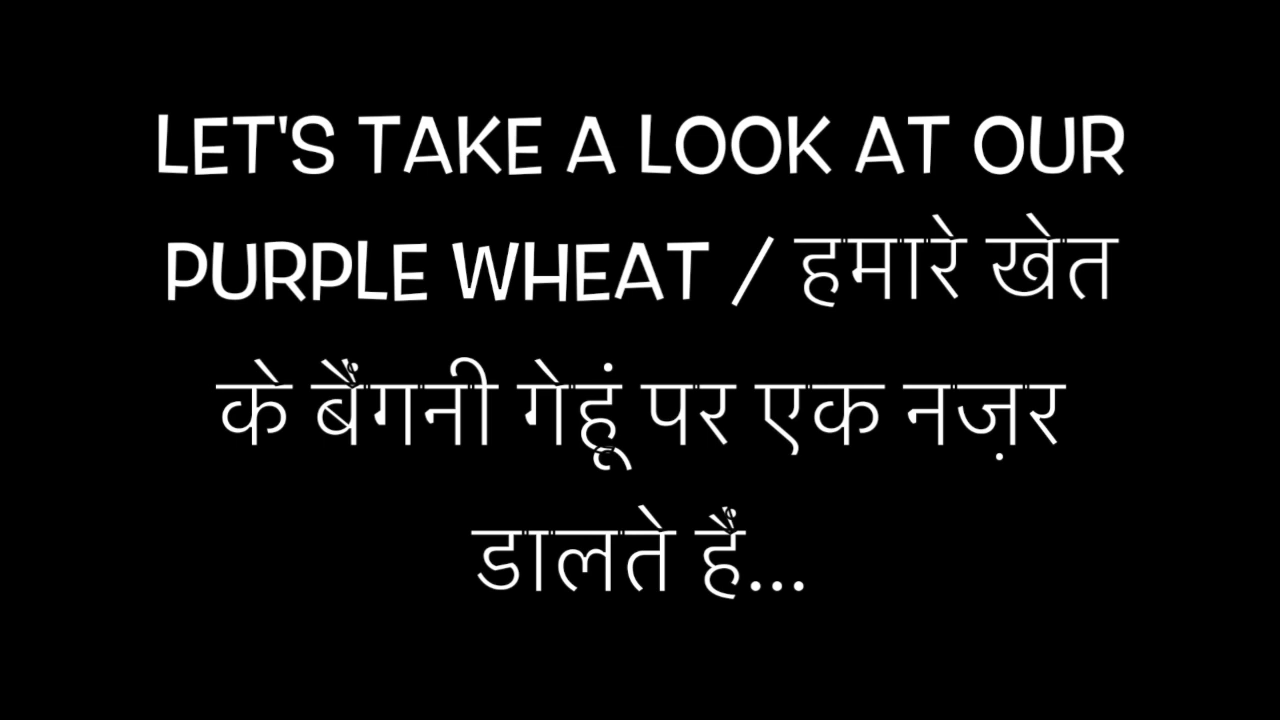 LET'S TAKE A LOOK AT OUR
PURPLE WHEAT / हमारे खेत
के बैंगनी गेहूं पर एक नज़र
डालते हैं...